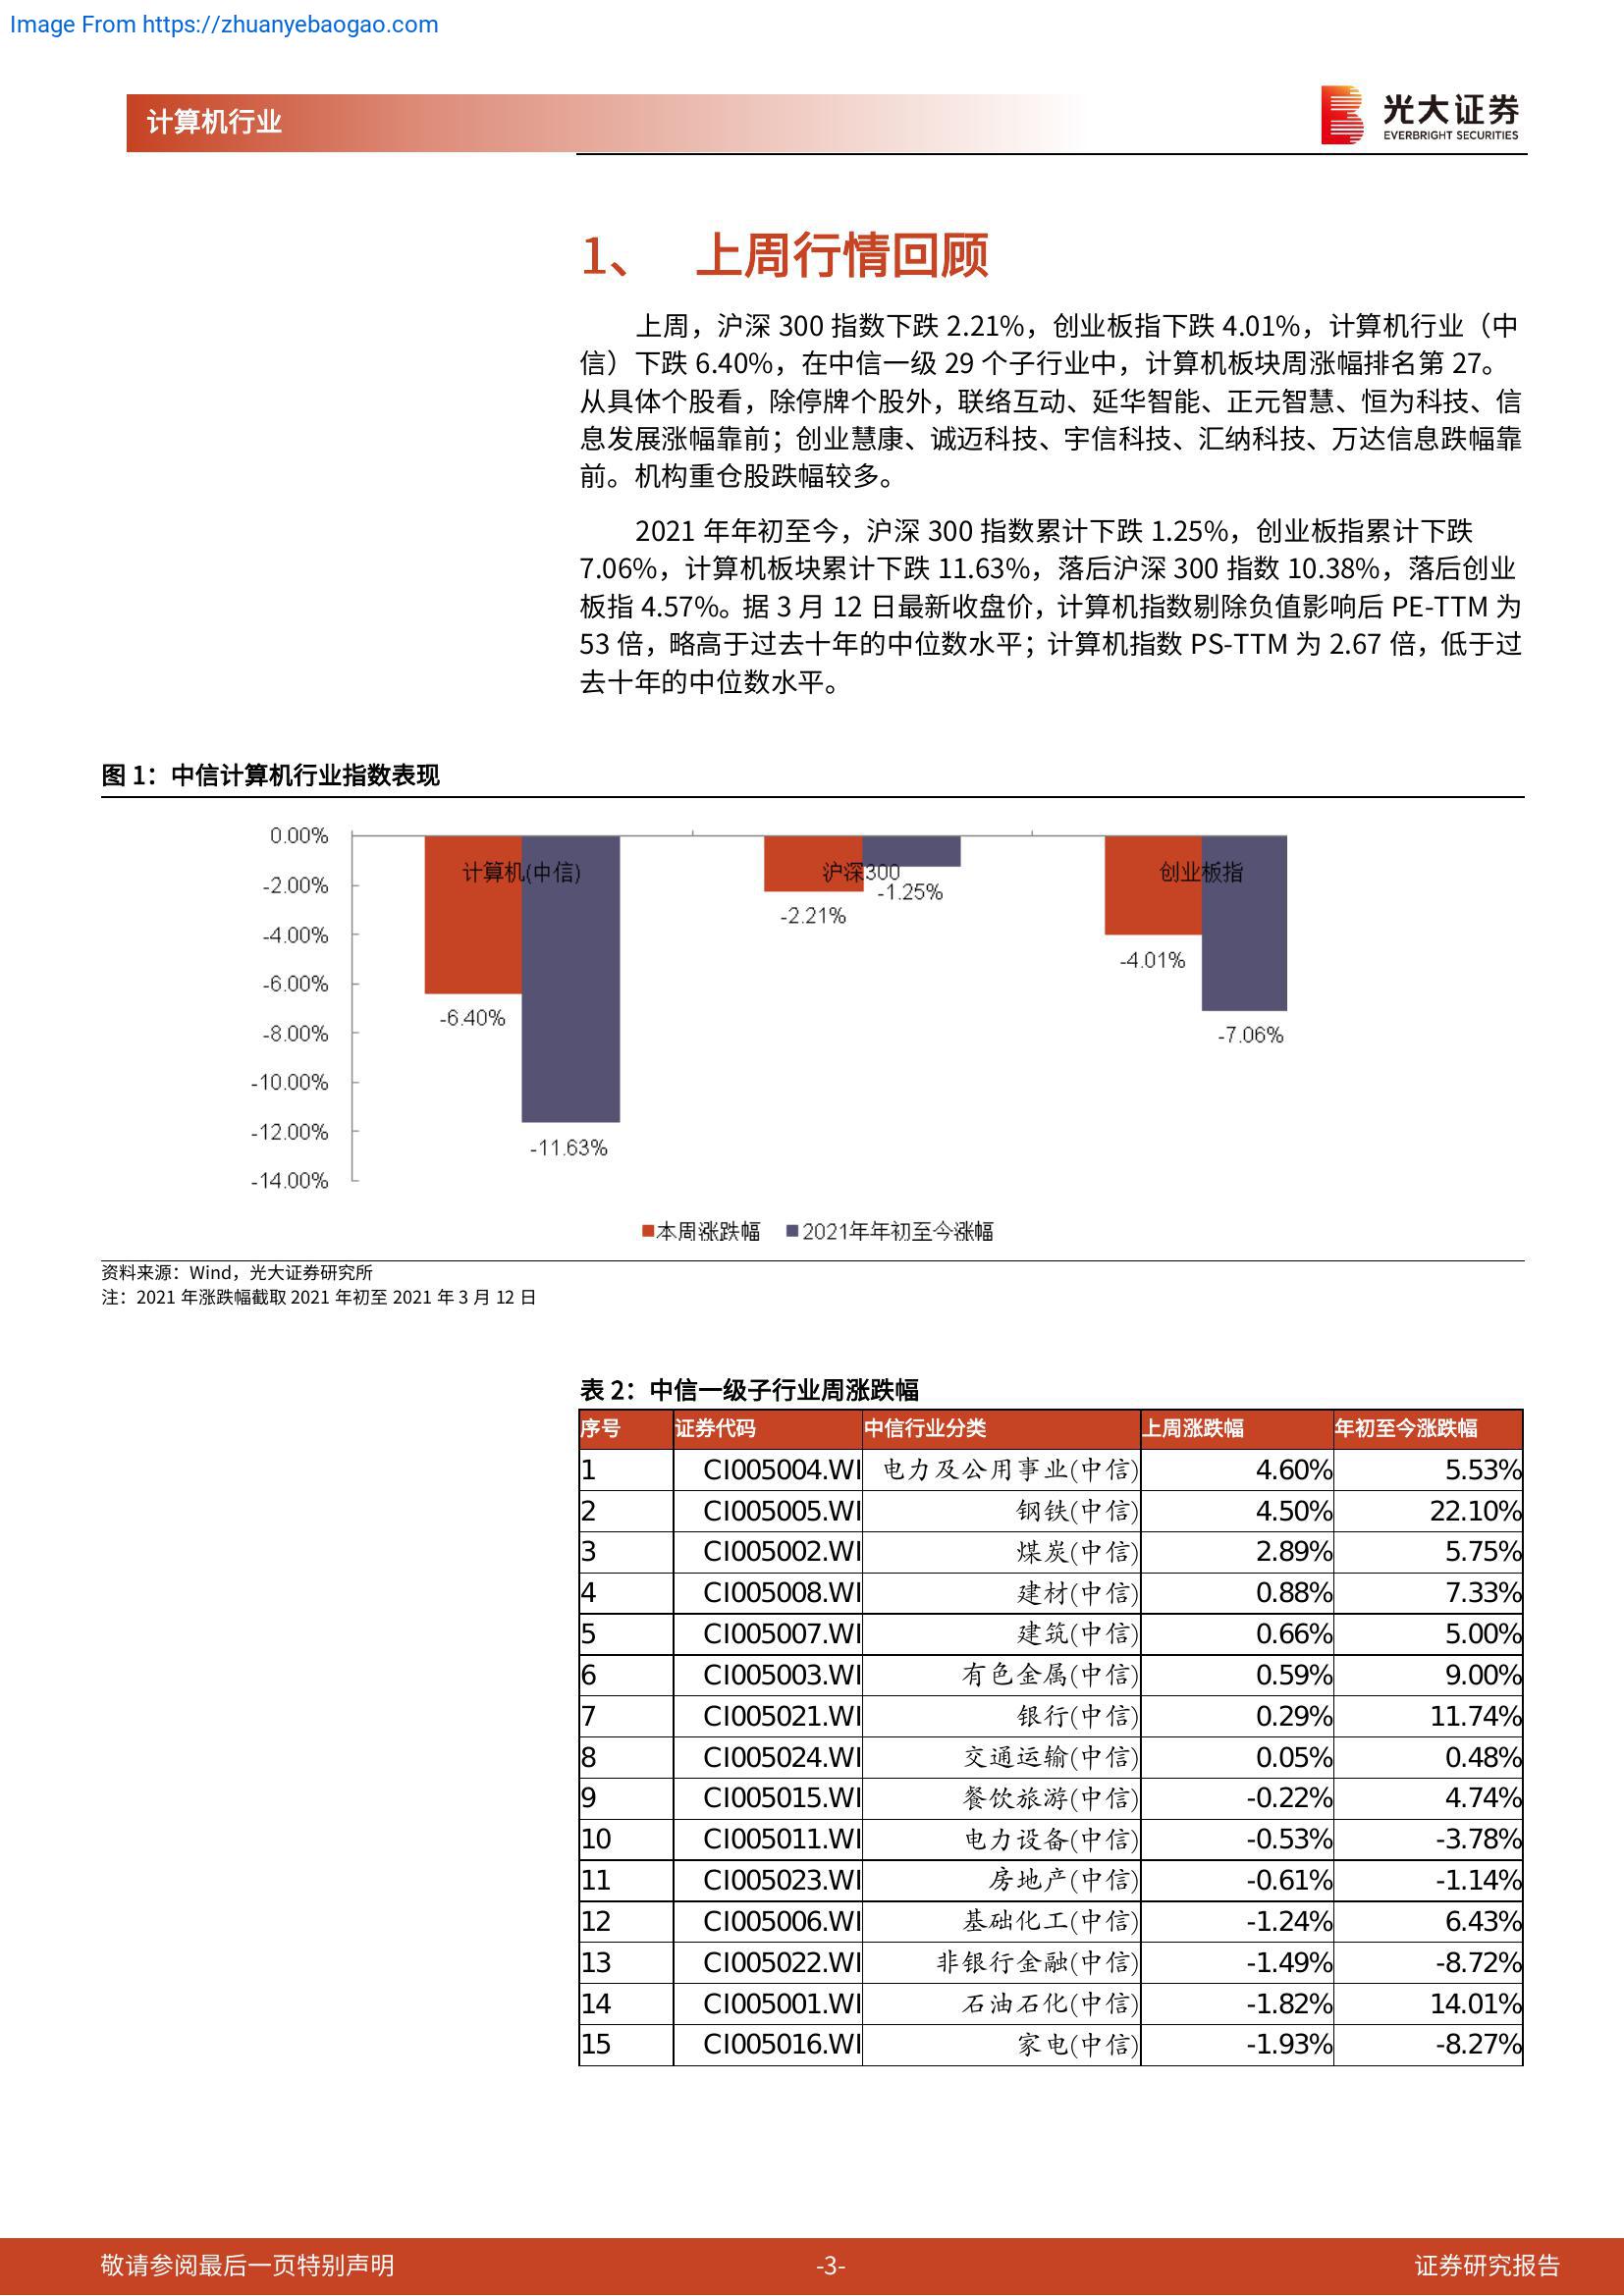 Image From https://zhuanyebaogao.com
计算机行业
光大证券
EVERBRIGHT SECURITIES
1、 上周行情回顾
上周，沪深 300 指数下跌 2.21%，创业板指下跌 4.01%，计算机行业（中
信）下跌 6.40%，在中信一级 29 个子行业中，计算机板块周涨幅排名第 27。
从具体个股看，除停牌个股外，联络互动、延华智能、正元智慧、恒为科技、信
息发展涨幅靠前；创业慧康、诚迈科技、宇信科技、汇纳科技、万达信息跌幅靠
前。机构重仓股跌幅较多。
2021 年年初至今，沪深 300 指数累计下跌 1.25%，创业板指累计下跌
7.06%，计算机板块累计下跌 11.63%，落后沪深 300 指数 10.38%，落后创业
板指 4.57%。据 3 月 12 日最新收盘价，计算机指数剔除负值影响后 PE-TTM 为
53 倍，略高于过去十年的中位数水平；计算机指数 PS-TTM 为 2.67 倍，低于过
去十年的中位数水平。
图 1：中信计算机行业指数表现
0.00%
-2.00%
-4.00%
-6.00%
-8.00%
-10.00%
-12.00%
-14.00%
计算机(中信)
沪深300
创业板指
-6.40%
-11.63%
-2.21%
-1.25%
-4.01%
-7.06%
本周涨跌幅 2021年年初至今涨幅
资料来源：Wind，光大证券研究所
注：2021 年涨跌幅截取 2021 年初至 2021 年 3 月 12 日
表 2：中信一级子行业周涨跌幅
序号 证券代码 中信行业分类 上周涨跌幅 年初至今涨跌幅
1 CI005004.WI 电力及公用事业(中信) 4.60% 5.53%
2 CI005005.WI 钢铁(中信) 4.50% 22.10%
3 CI005002.WI 煤炭(中信) 2.89% 5.75%
4 CI005008.WI 建材(中信) 0.88% 7.33%
5 CI005007.WI 建筑(中信) 0.66% 5.00%
6 CI005003.WI 有色金属(中信) 0.59% 9.00%
7 CI005021.WI 银行(中信) 0.29% 11.74%
8 CI005024.WI 交通运输(中信) 0.05% 0.48%
9 CI005015.WI 餐饮旅游(中信) -0.22% 4.74%
10 CI005011.WI 电力设备(中信) -0.53% -3.78%
11 CI005023.WI 房地产(中信) -0.61% -1.14%
12 CI005006.WI 基础化工(中信) -1.24% 6.43%
13 CI005022.WI 非银行金融(中信) -1.49% -8.72%
14 CI005001.WI 石油石化(中信) -1.82% 14.01%
15 CI005016.WI 家电(中信) -1.93% -8.27%
敬请参阅最后一页特别声明 -3- 证券研究报告